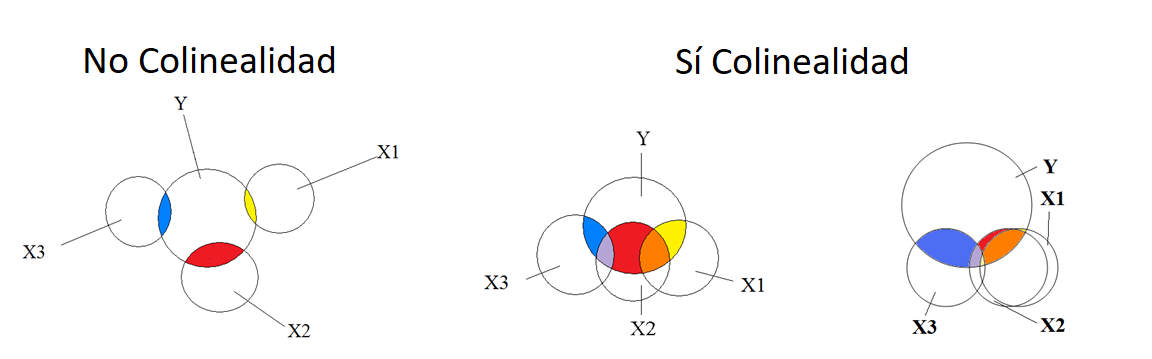 No Colinealidad
Sí Colinealidad
Y
X1
X3
X2
Y
X3
X1
X2
Y
X1
X3
X2